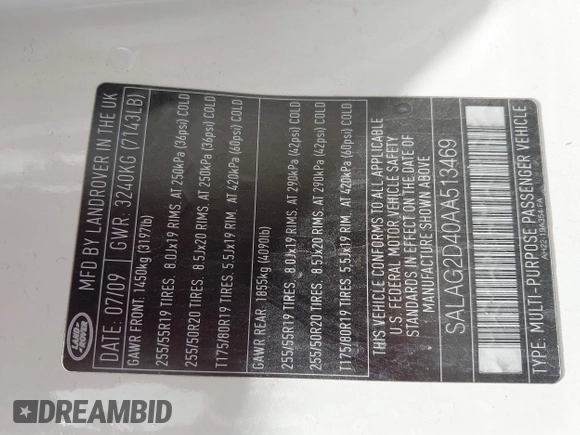 MFD BY LANDROVER IN THE UK
DATE: 07/09 GWR: 3240KG (7143LB)
GAWR FRONT: 1450kg (3197lb)
255/55R19 TIRES. 8.0Jx19 RIMS. AT 250kPa (36psi) COLD
255/50R20 TIRES. 8.5Jx20 RIMS. AT 250kPa (36psi) COLD
T175/80R19 TIRES. 5.5Jx19 RIM. AT 420kPa (60psi) COLD
GAWR REAR: 1855kg (4090lb)
255/55R19 TIRES. 8.0Jx19 RIMS. AT 290kPa (42psi) COLD
255/50R20 TIRES. 8.5Jx20 RIMS. AT 290kPa (42psi) COLD
T175/80R19 TIRES. 5.5Jx19 RIM. AT 420kPa (60psi) COLD
THIS VEHICLE CONFORMS TO ALL APPLICABLE
U.S. FEDERAL MOTOR VEHICLE SAFETY
STANDARDS IN EFFECT ON THE DATE OF
MANUFACTURE SHOWN ABOVE
SALAG2D40AA513469
TYPE: MULTI-PURPOSE PASSENGER VEHICLE
LAND ROVER
DREAMBID